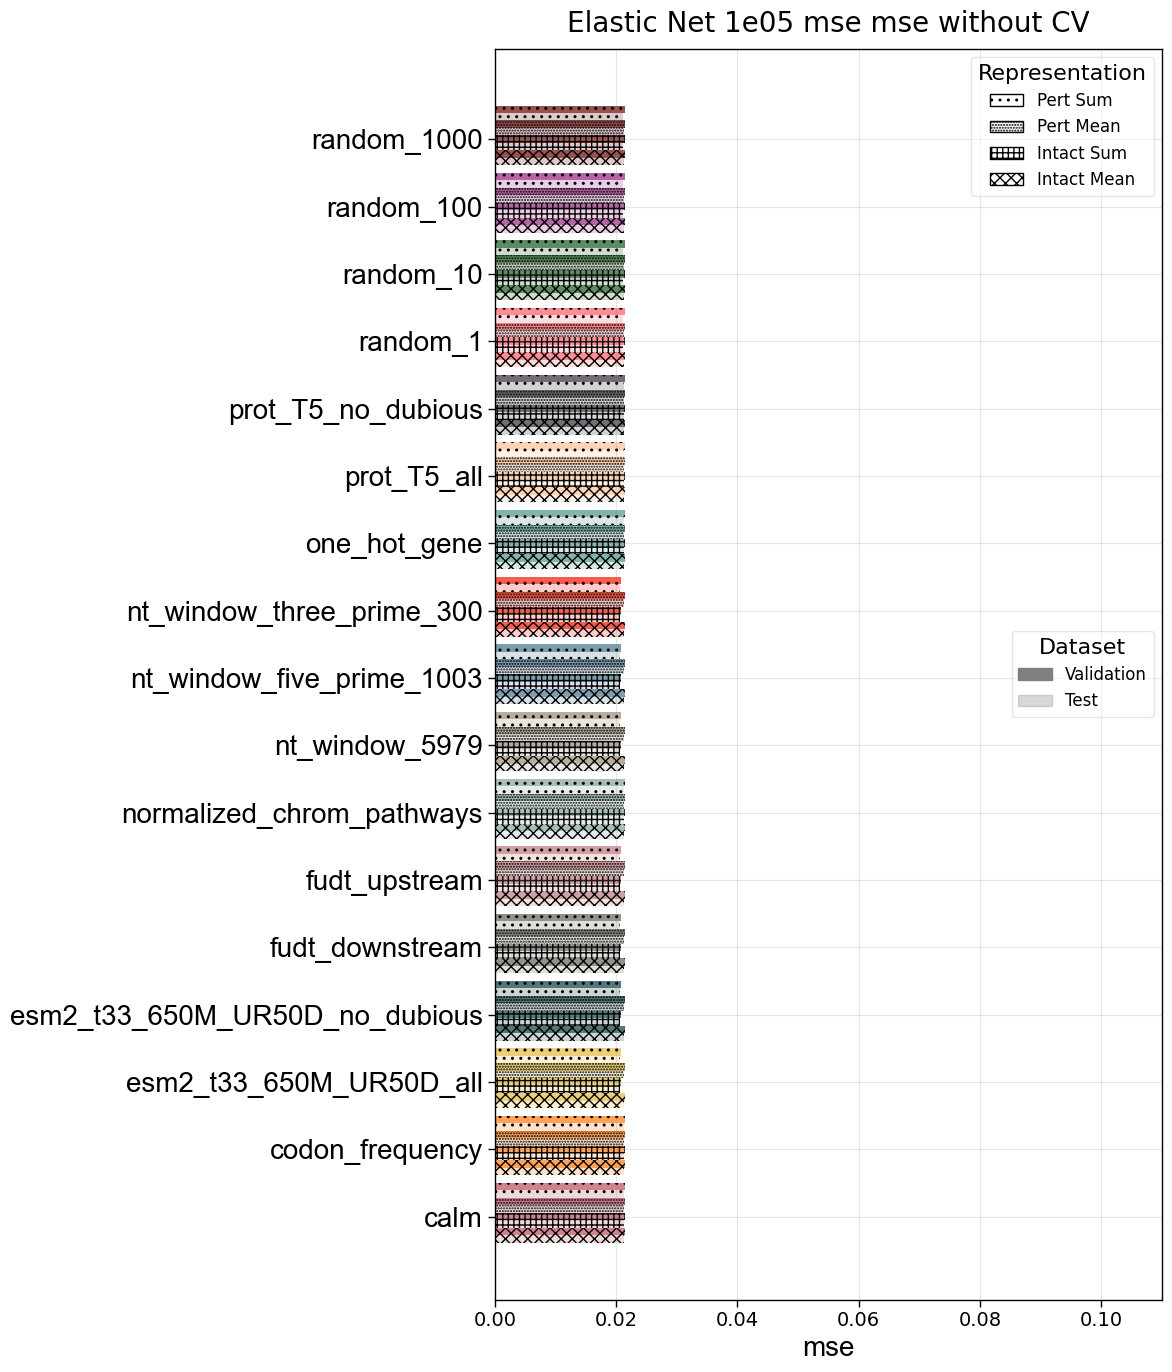 Elastic Net 1e05 mse mse without CV
Representation
Pert Sum
Pert Mean
Intact Sum
Intact Mean
random_1000
random_100
random_10
random_1
prot_T5_no_dubious
prot_T5_all
one_hot_gene
nt_window_three_prime_300
nt_window_five_prime_1003
nt_window_5979
normalized_chrom_pathways
fudt_upstream
fudt_downstream
esm2_t33_650M_UR50D_no_dubious
esm2_t33_650M_UR50D_all
codon_frequency
calm
Dataset
Validation
Test
0.00 0.02 0.04 0.06 0.08 0.10
mse